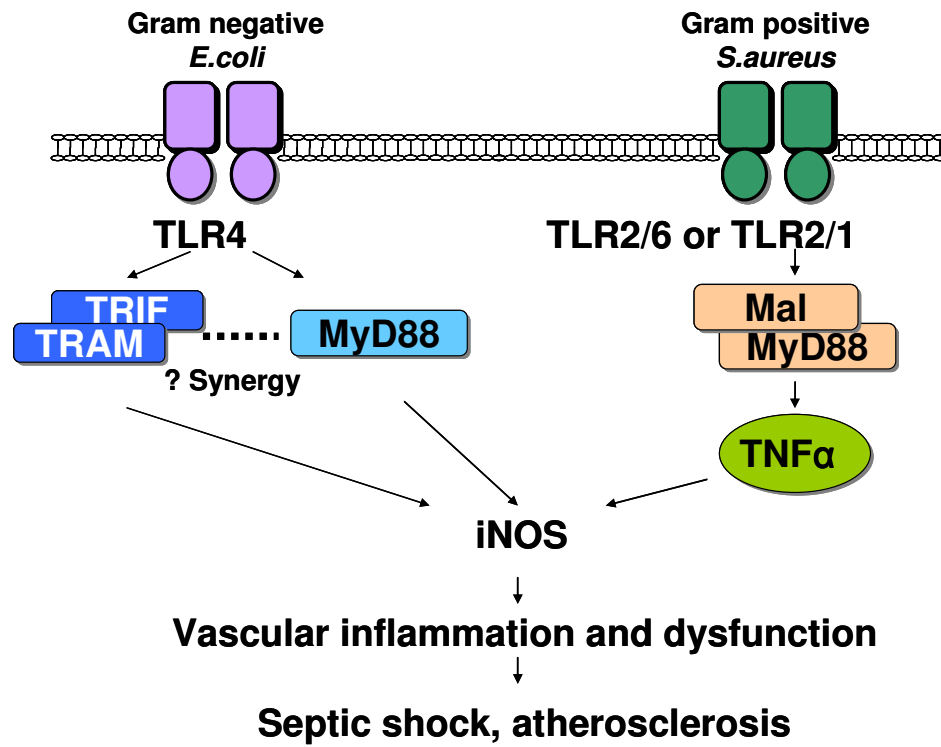 Gram negative
E.coli
Gram positive
S.aureus
TLR4
TLR2/6 or TLR2/1
TRIF
TRAM
MyD88
? Synergy
Mal
MyD88
TNFα
iNOS
Vascular inflammation and dysfunction
Septic shock, atherosclerosis